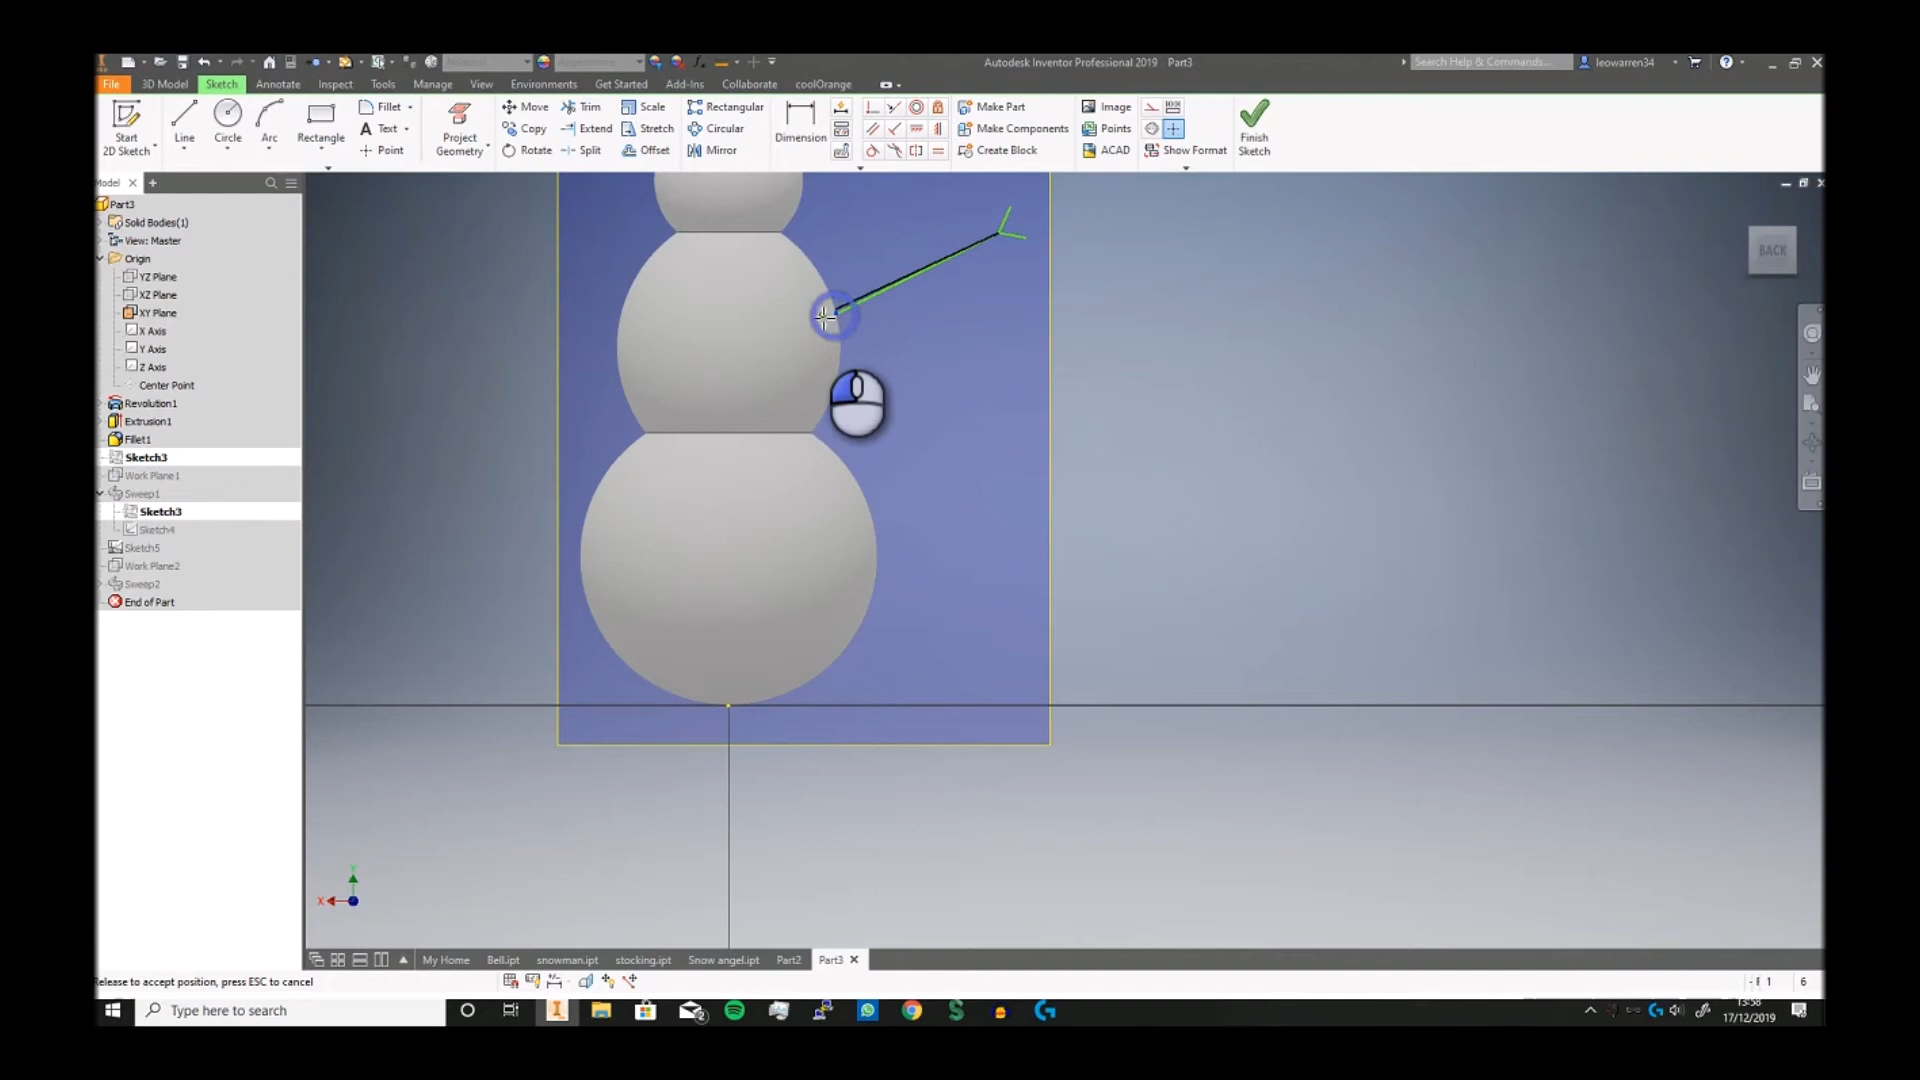 Autodesk Inventor Professional 2019 Part3
Search Help & Commands...
leowarren34
File 3D Model Sketch Annotate Inspect Tools Manage View Environments Get Started Add-Ins Collaborate coolOrange
Start 2D Sketch
Line
Circle
Arc
Rectangle
Fillet
Text
Point
Project Geometry
Move
Copy
Rotate
Trim
Extend
Split
Scale
Stretch
Offset
Rectangular
Circular
Mirror
Dimension
Make Part
Make Components
Create Block
Image
Points
ACAD
Show Format
Finish Sketch
Model
Part3
Solid Bodies(1)
View: Master
Origin
YZ Plane
XZ Plane
XY Plane
X Axis
Y Axis
Z Axis
Center Point
Revolution1
Extrusion1
Fillet1
Sketch3
Work Plane1
Sweep1
Sketch3
Sketch4
Sketch5
Work Plane2
Sweep2
End of Part
BACK
Y
X
My Home Bell.ipt snowman.ipt stocking.ipt Snow angel.ipt Part2 Part3
elease to accept position, press ESC to cancel
1 6
Type here to search
2
13:58
17/12/2019